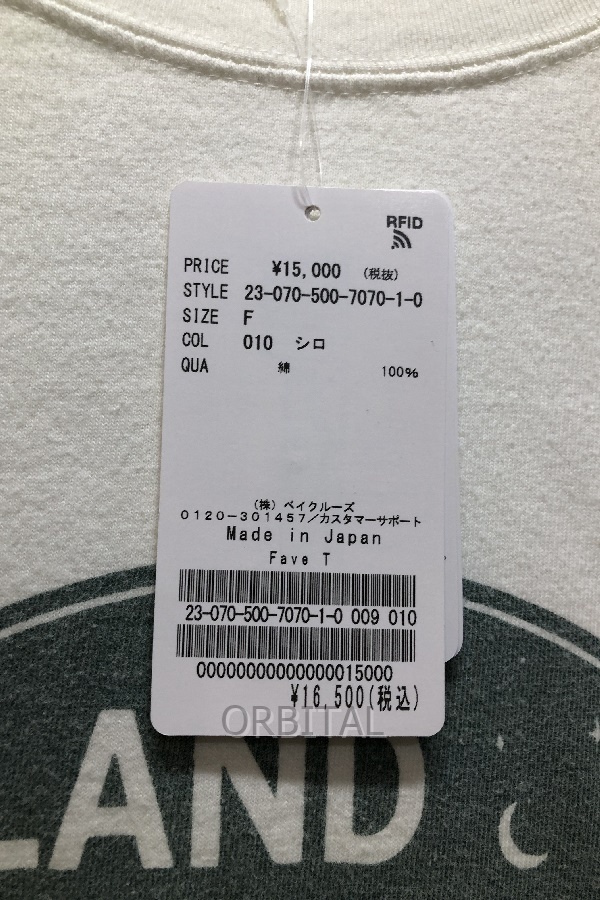 RFID
PRICE ¥15,000 (税抜)
STYLE 23-070-500-7070-1-0
SIZE F
COL 010 シロ
QUA 綿 100%
(株) ベイクルーズ
0120-301457/カスタマーサポート
Made in Japan
Fave T
23-070-500-7070-1-0 009 010
00000000000000015000
¥16,500(税込)
ORBITAL
LAND